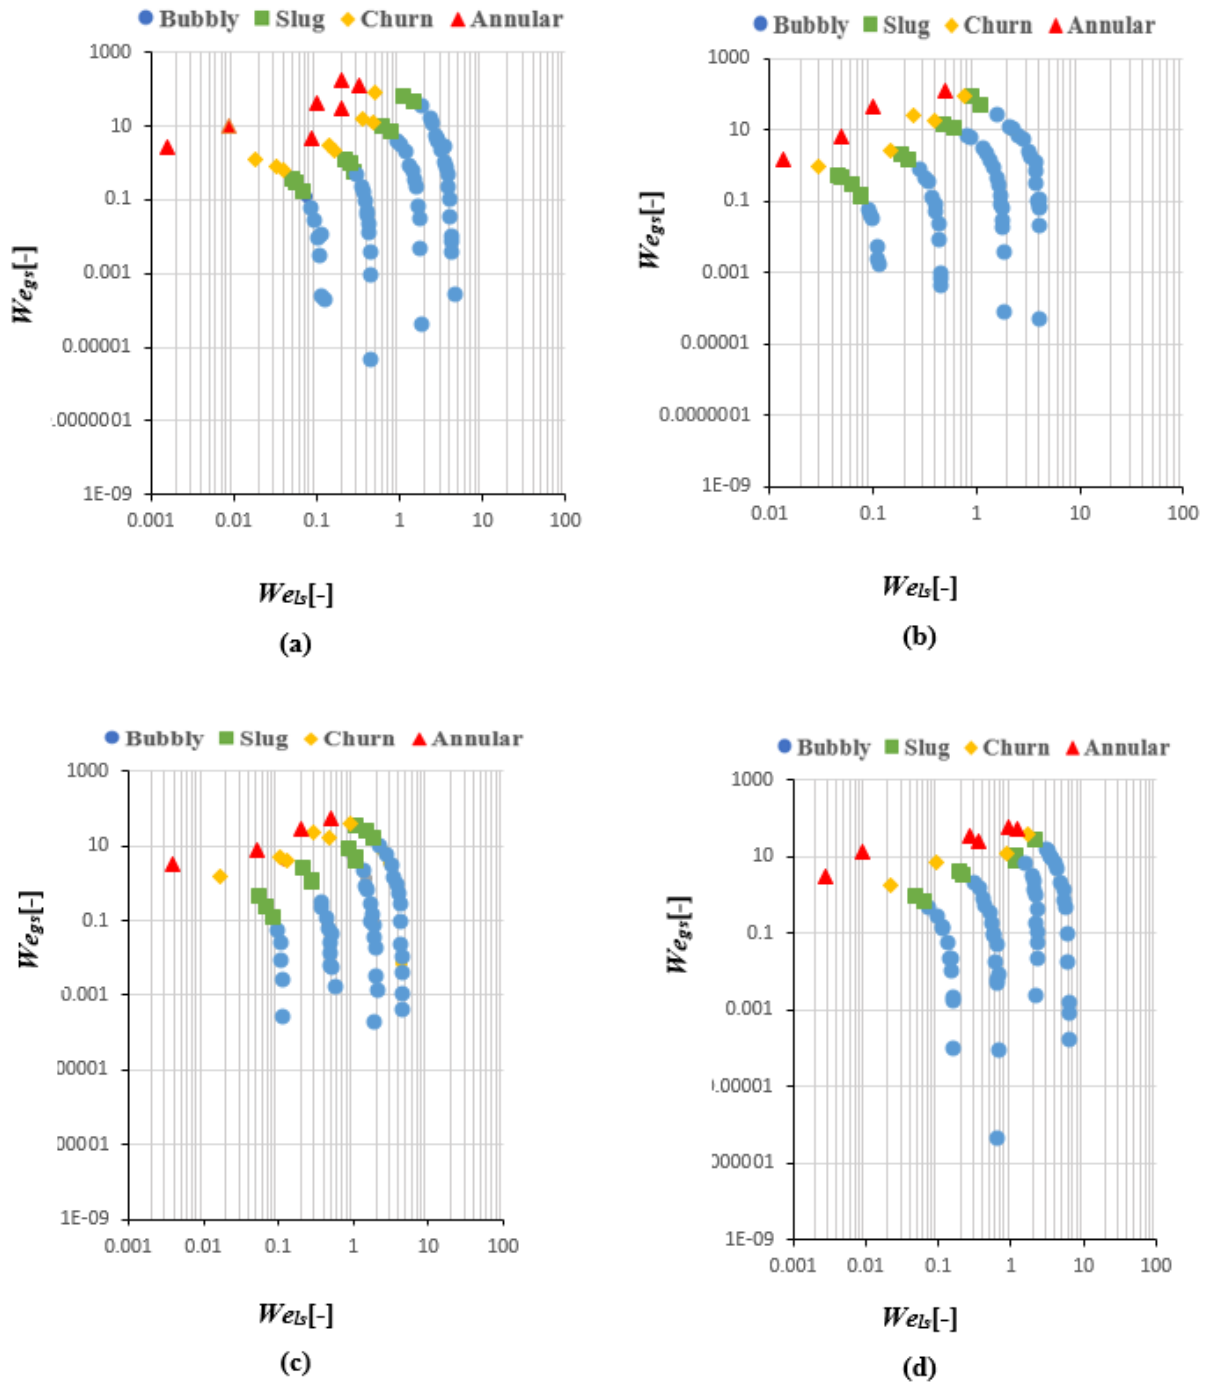 Bubbly Slug Churn Annular
1000
10
0.1
0.001
0.00001
.0000001
1E-09
0.001 0.01 0.1 1 10 100
Wegs[-]
Wels[-]
(a)
Bubbly Slug Churn Annular
1000
10
0.1
0.001
0.00001
0.0000001
1E-09
0.01 0.1 1 10 100
Wegs[-]
Wels[-]
(b)
Bubbly Slug Churn Annular
1000
10
0.1
0.001
00001
00001
1E-09
0.001 0.01 0.1 1 10 100
Wegs[-]
Wels[-]
(c)
Bubbly Slug Churn Annular
1000
10
0.1
0.001
0.00001
000001
1E-09
0.001 0.01 0.1 1 10 100
Wegs[-]
Wels[-]
(d)